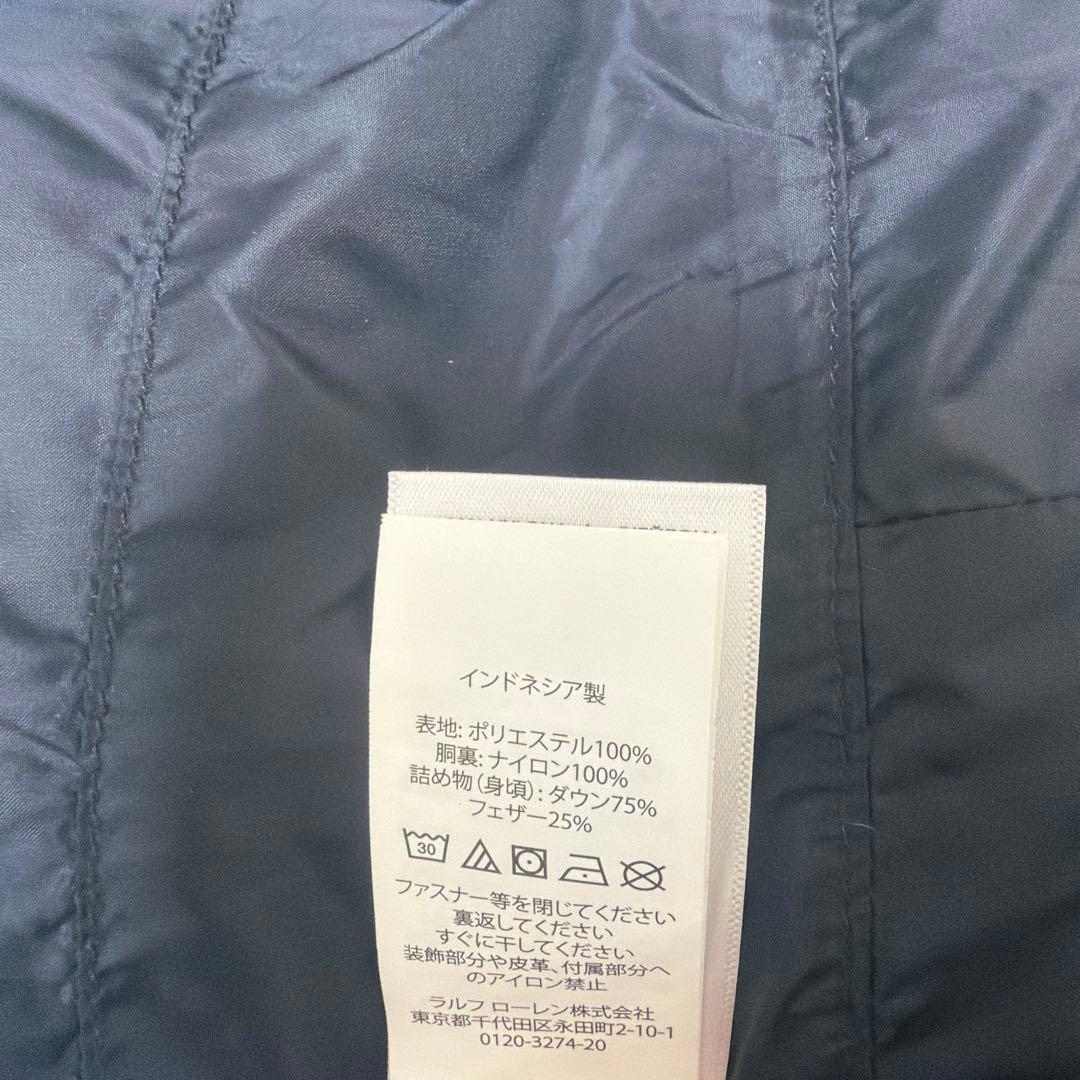 インドネシア製
表地: ポリエステル100%
胴裏: ナイロン100%
詰め物 (身頃) : ダウン75%
フェザー25%
30
ファスナー等を閉じてください
裏返してください
すぐに干してください
装飾部分や皮革、付属部分へ
のアイロン禁止
ラルフ ローレン株式会社
東京都千代田区永田町2-10-1
0120-3274-20